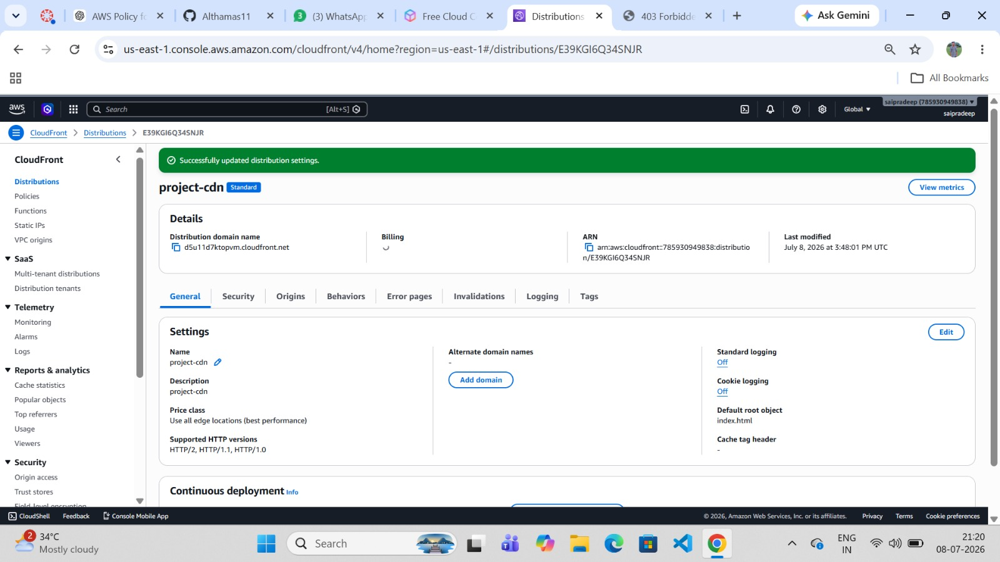 AWS Policy fo
Althamas11
(3) WhatsApp
Free Cloud C
Distributions
403 Forbidde
Ask Gemini
us-east-1.console.aws.amazon.com/cloudfront/v4/home?region=us-east-1#/distributions/E39KGI6Q34SNJR
All Bookmarks
aws
Search
[Alt+S]
Global
saipradeep (785930949838)
saipradeep
CloudFront
Distributions
E39KGI6Q34SNJR
CloudFront
Distributions
Policies
Functions
Static IPs
VPC origins
SaaS
Multi-tenant distributions
Distribution tenants
Telemetry
Monitoring
Alarms
Logs
Reports & analytics
Cache statistics
Popular objects
Top referrers
Usage
Viewers
Security
Origin access
Trust stores
Field-level encryption
Successfully updated distribution settings.
project-cdn
Standard
View metrics
Details
Distribution domain name
d5u11d7ktopvm.cloudfront.net
Billing
ARN
arn:aws:cloudfront::785930949838:distributio
n/E39KGI6Q34SNJR
Last modified
July 8, 2026 at 3:48:01 PM UTC
General
Security
Origins
Behaviors
Error pages
Invalidations
Logging
Tags
Settings
Edit
Name
project-cdn
Description
project-cdn
Price class
Use all edge locations (best performance)
Supported HTTP versions
HTTP/2, HTTP/1.1, HTTP/1.0
Alternate domain names
-
Add domain
Standard logging
Off
Cookie logging
Off
Default root object
index.html
Cache tag header
-
Continuous deployment Info
CloudShell
Feedback
Console Mobile App
© 2026, Amazon Web Services, Inc. or its affiliates.
Privacy
Terms
Cookie preferences
2
34°C
Mostly cloudy
Search
ENG
IN
21:20
08-07-2026